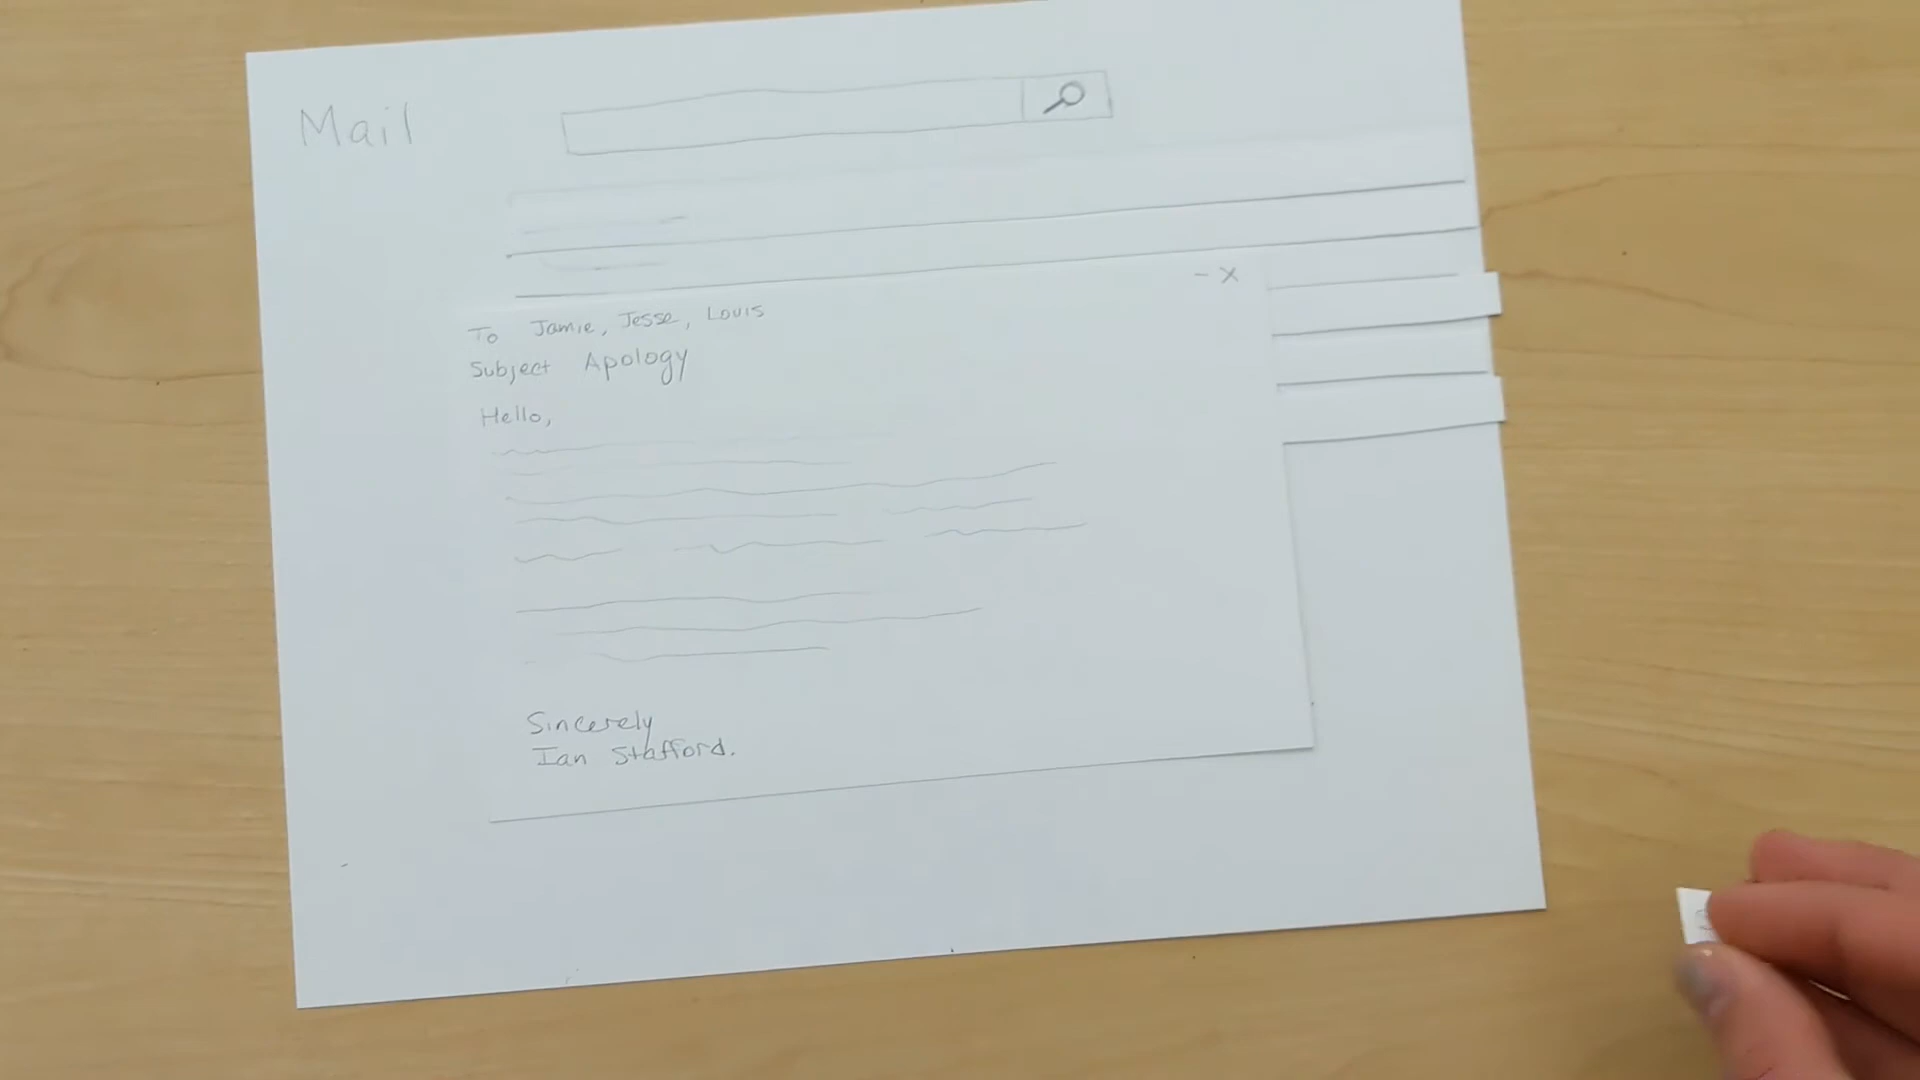 Mail
- X
To Jamie, Jesse, Louis
Subject Apology
Hello,
Sincerely
Ian Stafford.